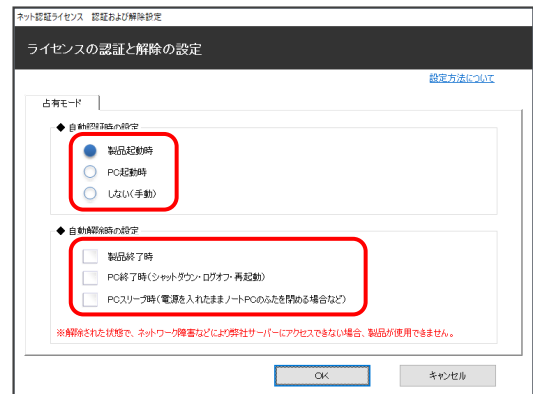 ネット認証ライセンス 認証および解除設定
ライセンスの認証と解除の設定
設定方法について
占有モード
◆ 自動認証時の設定
製品起動時
PC起動時
しない(手動)
◆ 自動解除時の設定
製品終了時
PC終了時(シャットダウン・ログオフ・再起動)
PCスリープ時(電源を入れたままノートPCのふたを閉める場合など)
※解除された状態で、ネットワーク障害などにより弊社サーバーにアクセスできない場合、製品が使用できません。
OK
キャンセル